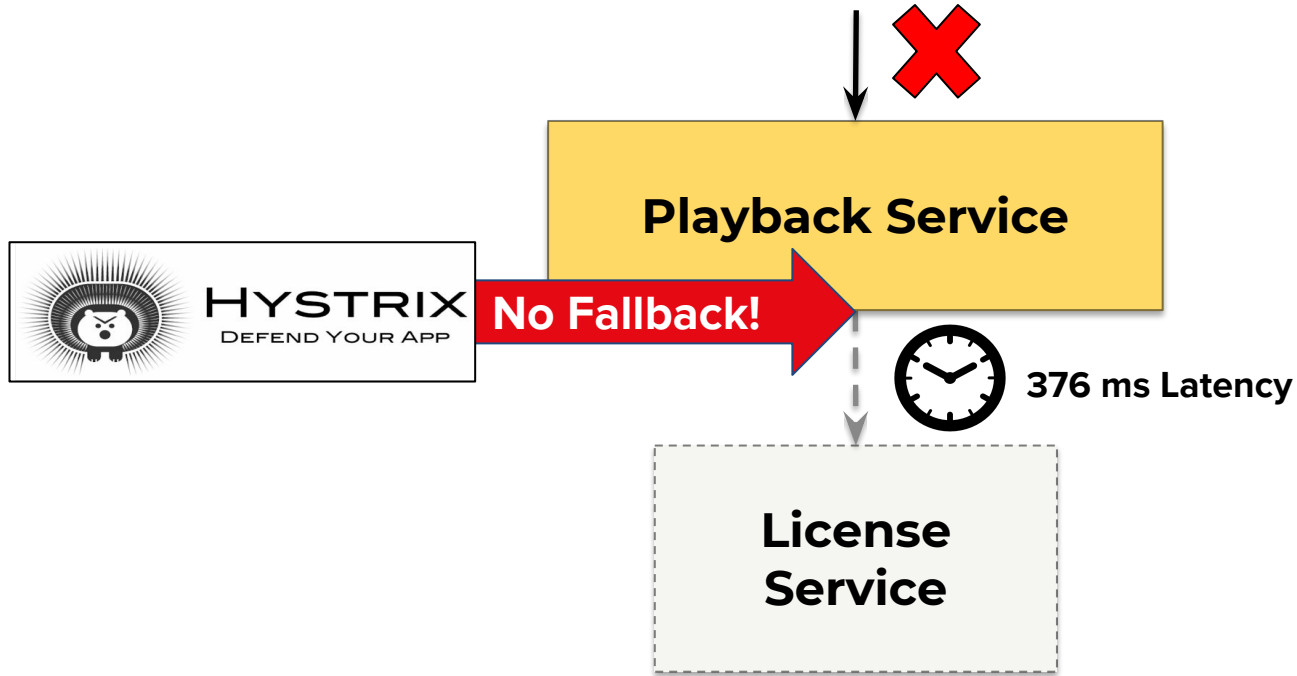 Playback Service
HYSTRIX
DEFEND YOUR APP
No Fallback!
376 ms Latency
License
Service